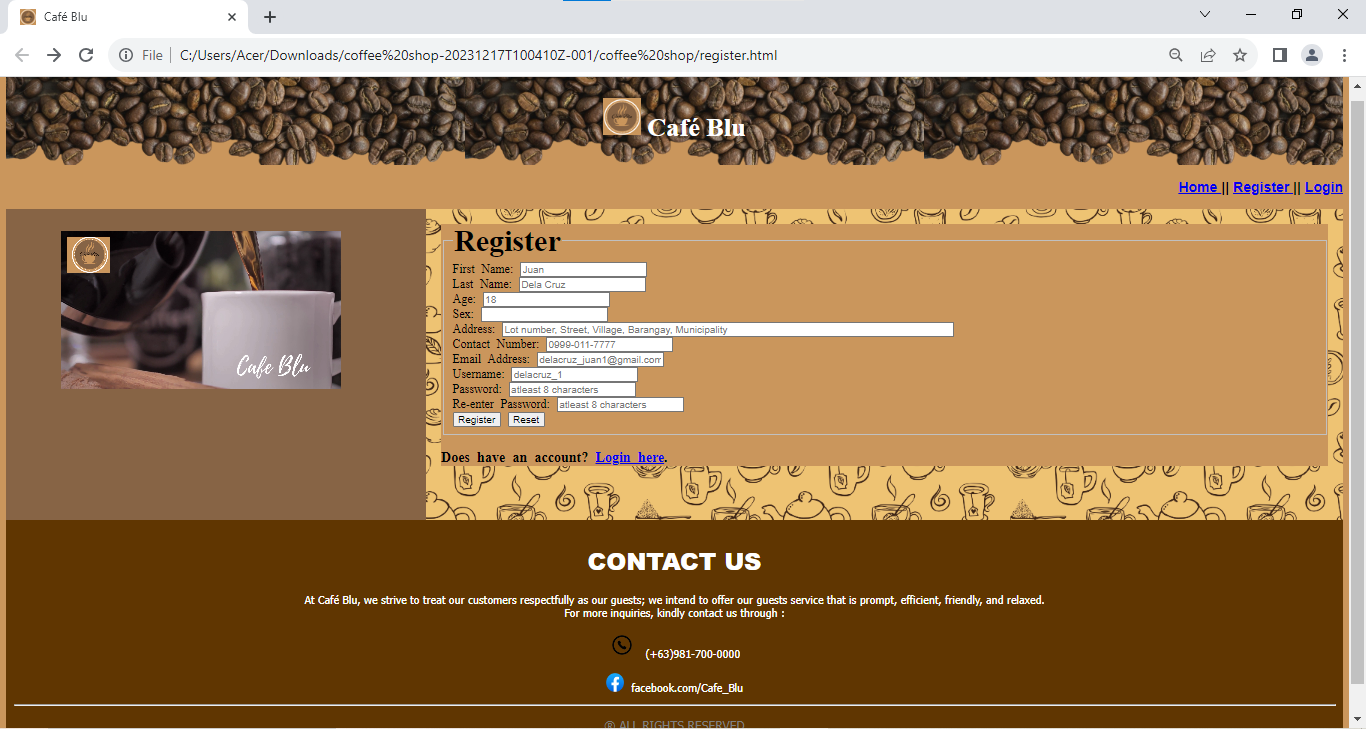 Café Blu
File C:/Users/Acer/Downloads/coffee%20shop-20231217T100410Z-001/coffee%20shop/register.html
Café Blu
Home || Register || Login
Cafe Blu
Register
First Name: Juan
Last Name: Dela Cruz
Age: 18
Sex:
Address: Lot number, Street, Village, Barangay, Municipality
Contact Number: 0999-011-7777
Email Address: delacruz_juan1@gmail.com
Username: delacruz_1
Password: atleast 8 characters
Re-enter Password: atleast 8 characters
Register Reset
Does have an account? Login here.
CONTACT US
At Café Blu, we strive to treat our customers respectfully as our guests; we intend to offer our guests service that is prompt, efficient, friendly, and relaxed.
For more inquiries, kindly contact us through :
(+63)981-700-0000
facebook.com/Cafe_Blu
® ALL RIGHTS RESERVED